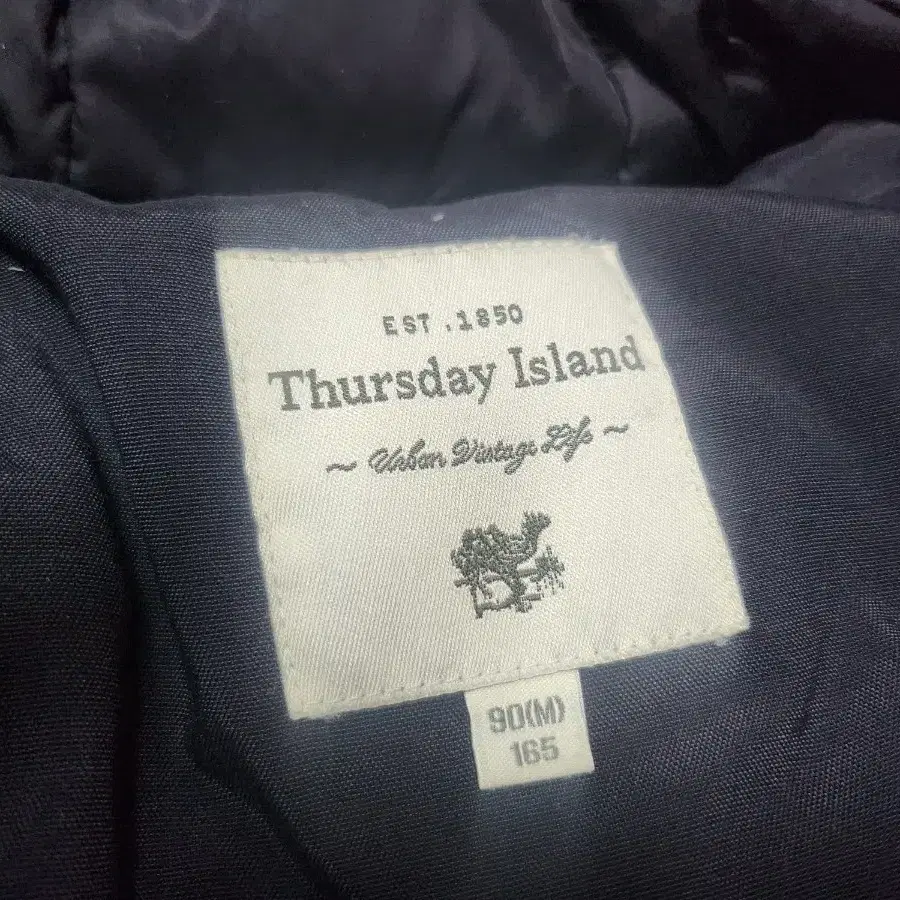 EST .1850
Thursday Island
~ Urban Vintage Life ~
90(M)
165